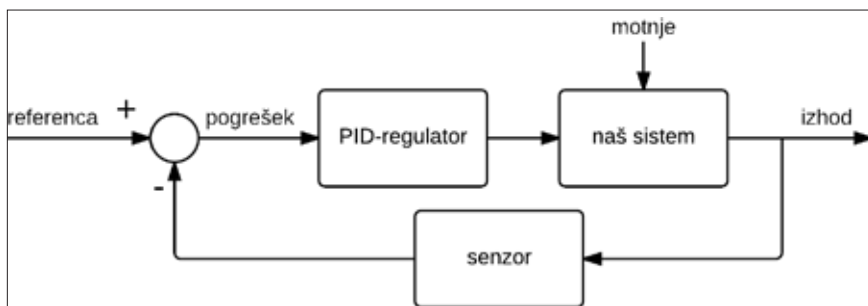 motnje
referenca
+
pogrešek
PID-regulator
naš sistem
izhod
-
senzor